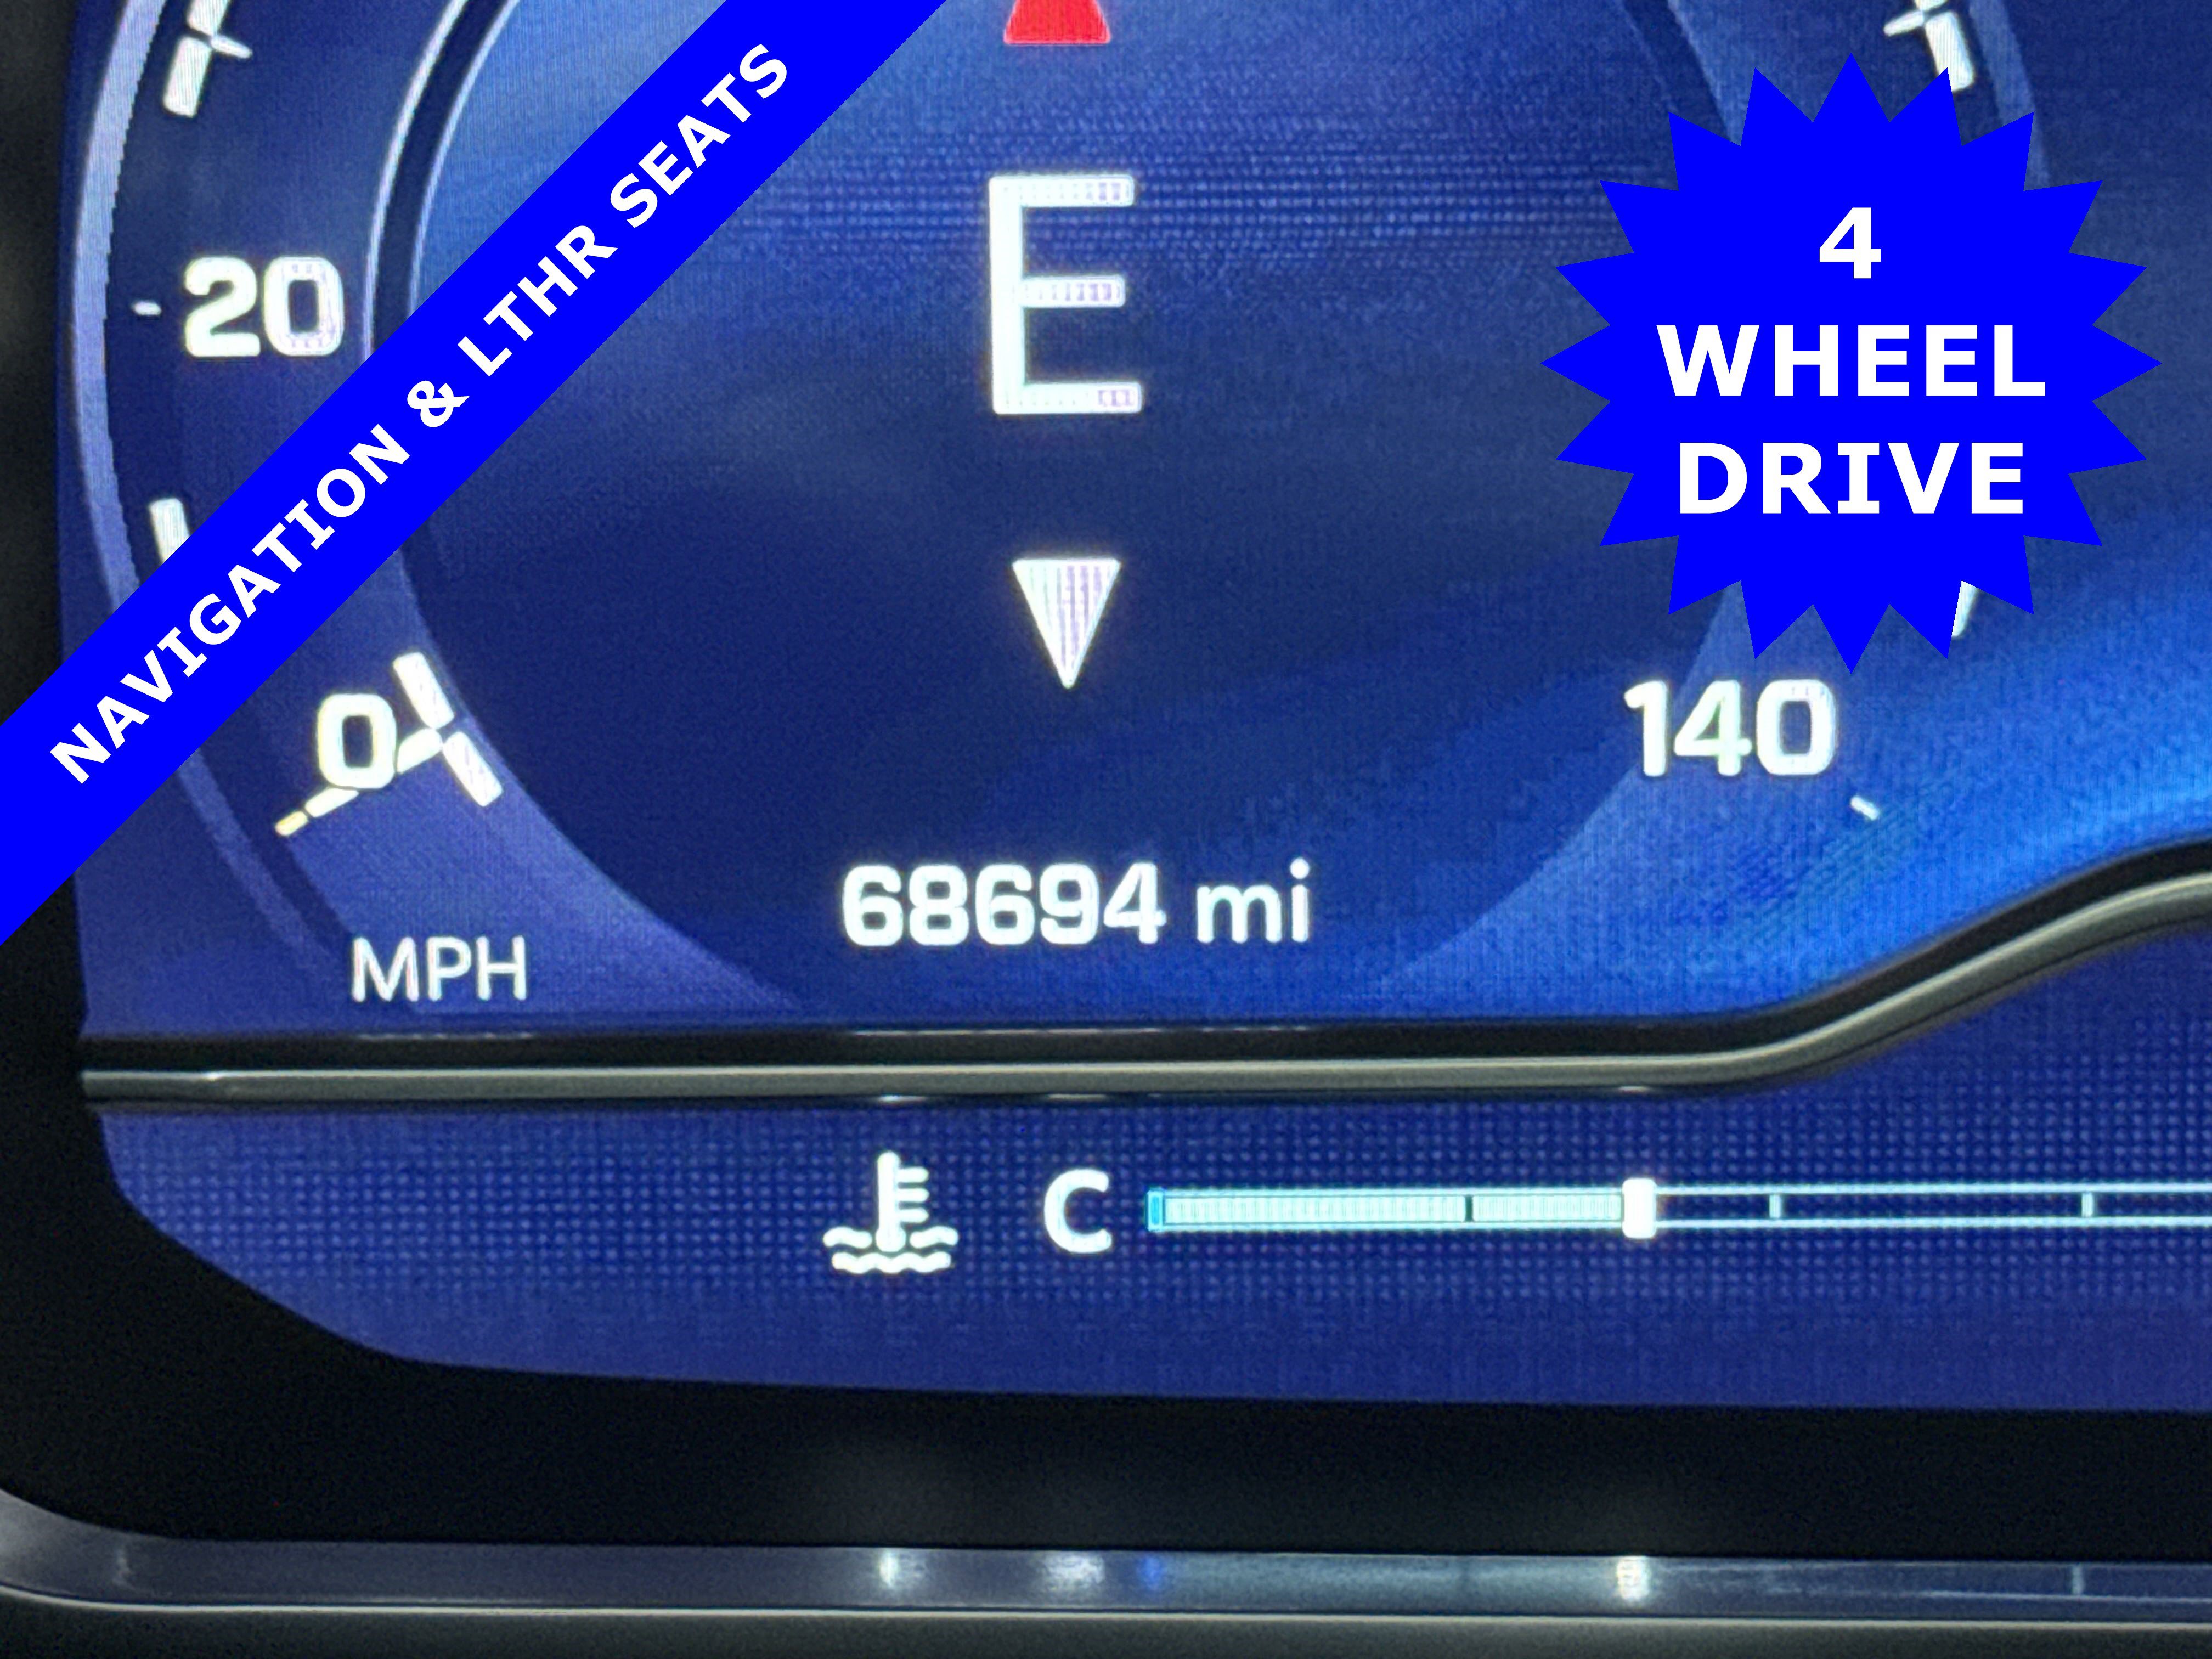 NAVIGATION & LTHR SEATS
4
WHEEL
DRIVE
E
20
0
140
68694 mi
MPH
C